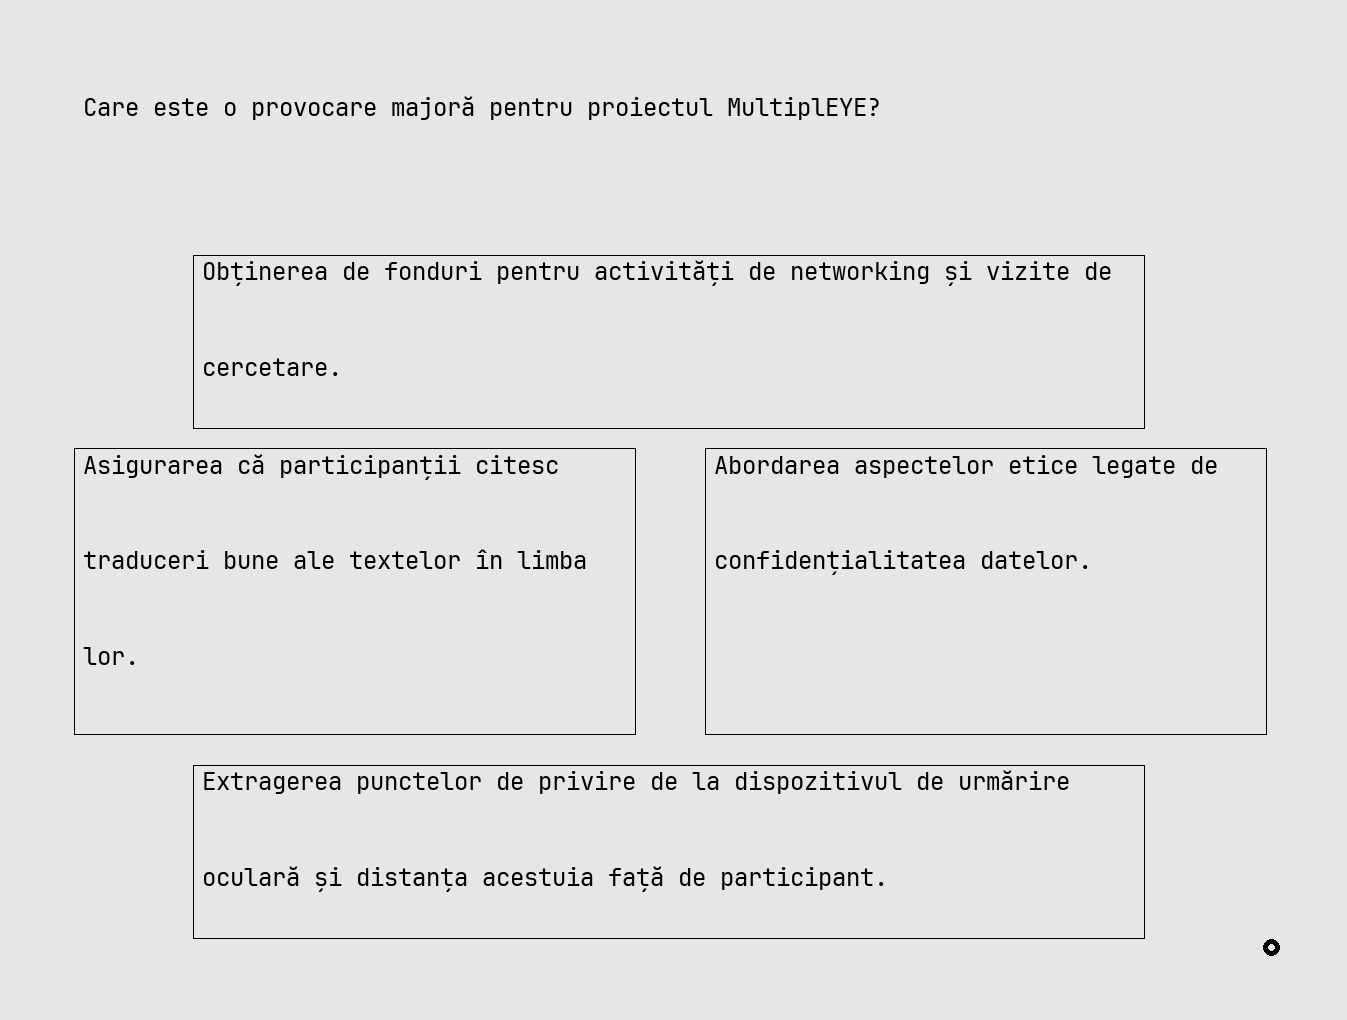 Care este o provocare majoră pentru proiectul MultiplEYE?
Obținerea de fonduri pentru activități de networking și vizite de
cercetare.
Asigurarea că participanții citesc
traduceri bune ale textelor în limba
lor.
Abordarea aspectelor etice legate de
confidențialitatea datelor.
Extragerea punctelor de privire de la dispozitivul de urmărire
oculară și distanța acestuia față de participant.